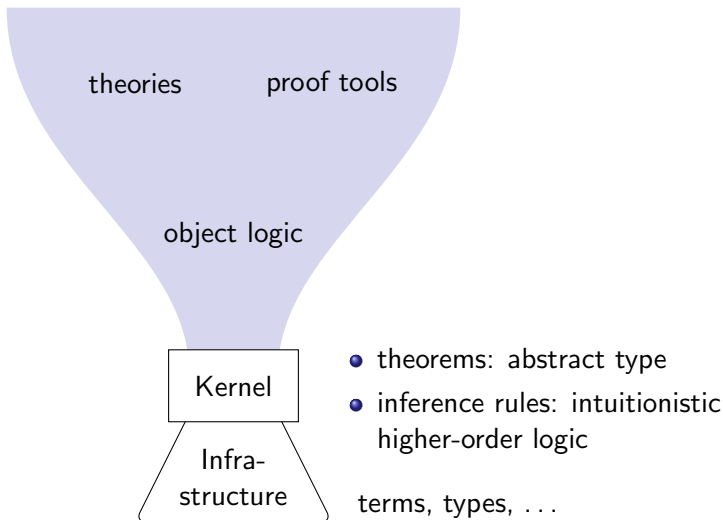 theories
proof tools
object logic
Kernel
theorems: abstract type
inference rules: intuitionistic
higher-order logic
Infra-
structure
terms, types, . . .